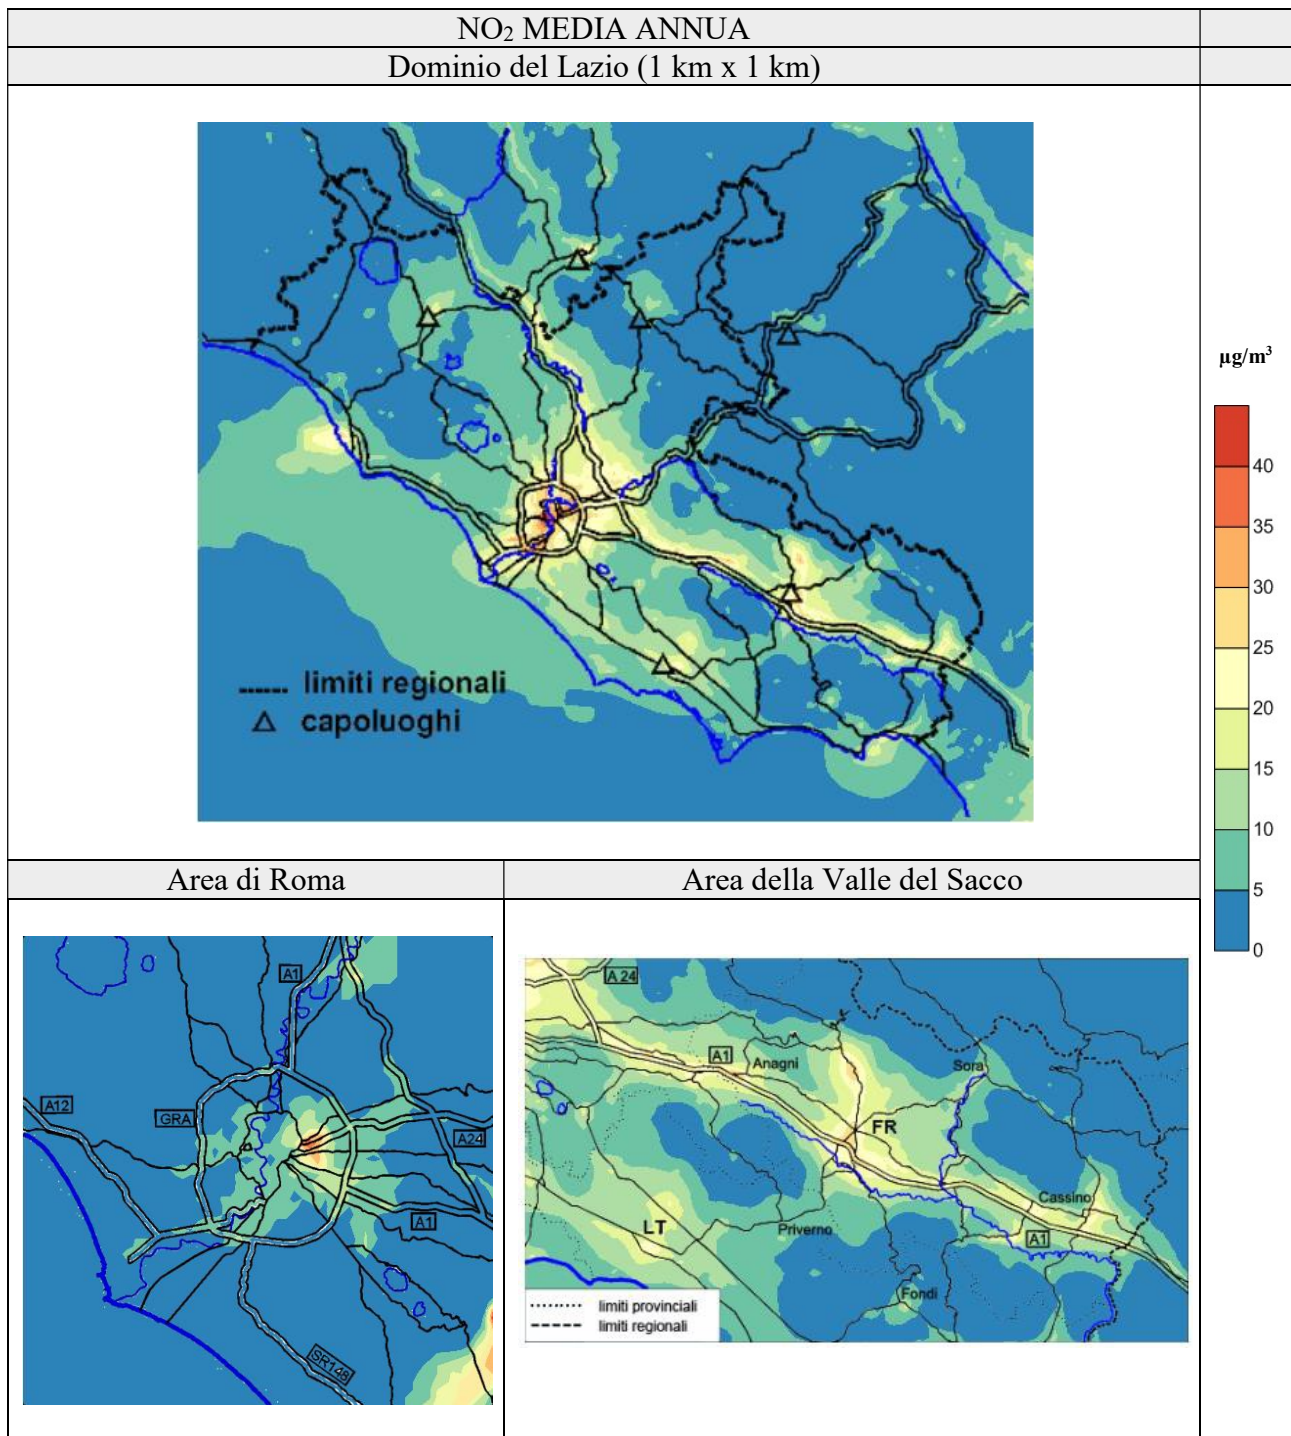 NO₂ MEDIA ANNUA
Dominio del Lazio (1 km x 1 km)
limiti regionali
capoluoghi
µg/m³
40
35
30
25
20
15
10
5
0
Area di Roma
Area della Valle del Sacco
A1
A12
GRA
A24
A1
SR148
A 24
A1
Anagni
Sora
FR
Cassino
LT
Priverno
A1
Fondi
limiti provinciali
limiti regionali